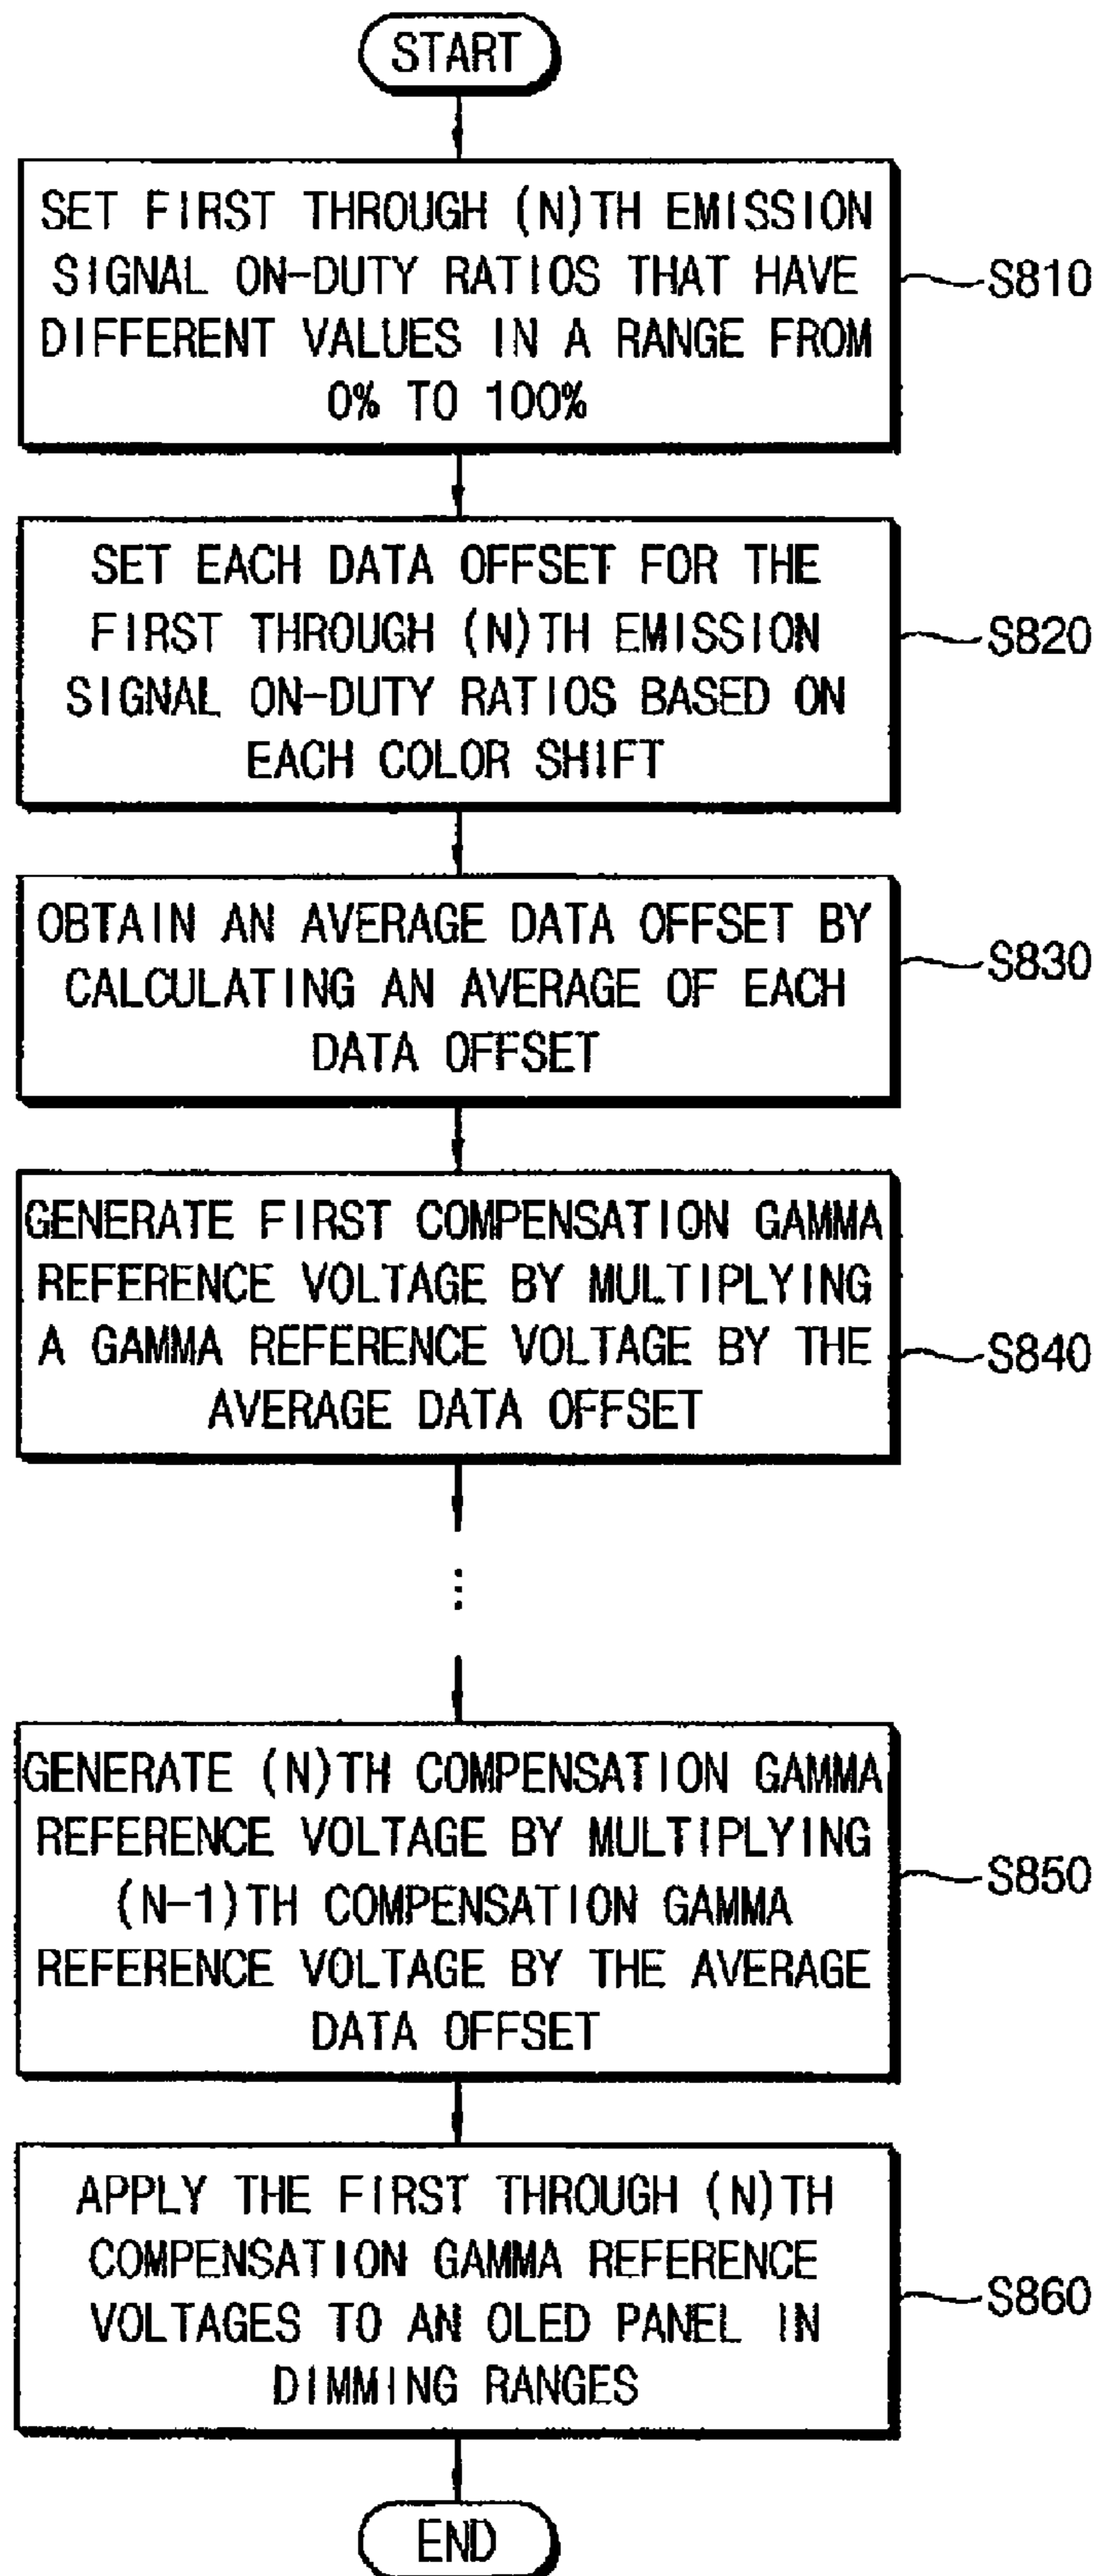 START
SET FIRST THROUGH (N)TH EMISSION
SIGNAL ON-DUTY RATIOS THAT HAVE
DIFFERENT VALUES IN A RANGE FROM
0% TO 100%
S810
SET EACH DATA OFFSET FOR THE
FIRST THROUGH (N)TH EMISSION
SIGNAL ON-DUTY RATIOS BASED ON
EACH COLOR SHIFT
S820
OBTAIN AN AVERAGE DATA OFFSET BY
CALCULATING AN AVERAGE OF EACH
DATA OFFSET
S830
GENERATE FIRST COMPENSATION GAMMA
REFERENCE VOLTAGE BY MULTIPLYING
A GAMMA REFERENCE VOLTAGE BY THE
AVERAGE DATA OFFSET
S840
GENERATE (N)TH COMPENSATION GAMMA
REFERENCE VOLTAGE BY MULTIPLYING
(N-1)TH COMPENSATION GAMMA
REFERENCE VOLTAGE BY THE AVERAGE
DATA OFFSET
S850
APPLY THE FIRST THROUGH (N)TH
COMPENSATION GAMMA REFERENCE
VOLTAGES TO AN OLED PANEL IN
DIMMING RANGES
S860
END